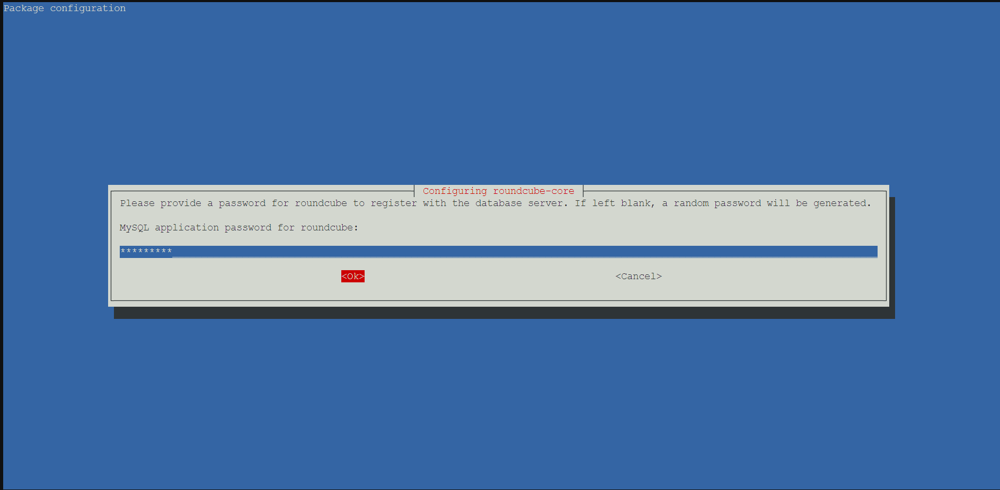 Package configuration
Configuring roundcube-core
Please provide a password for roundcube to register with the database server. If left blank, a random password will be generated.
MySQL application password for roundcube:
*********
<Ok> <Cancel>